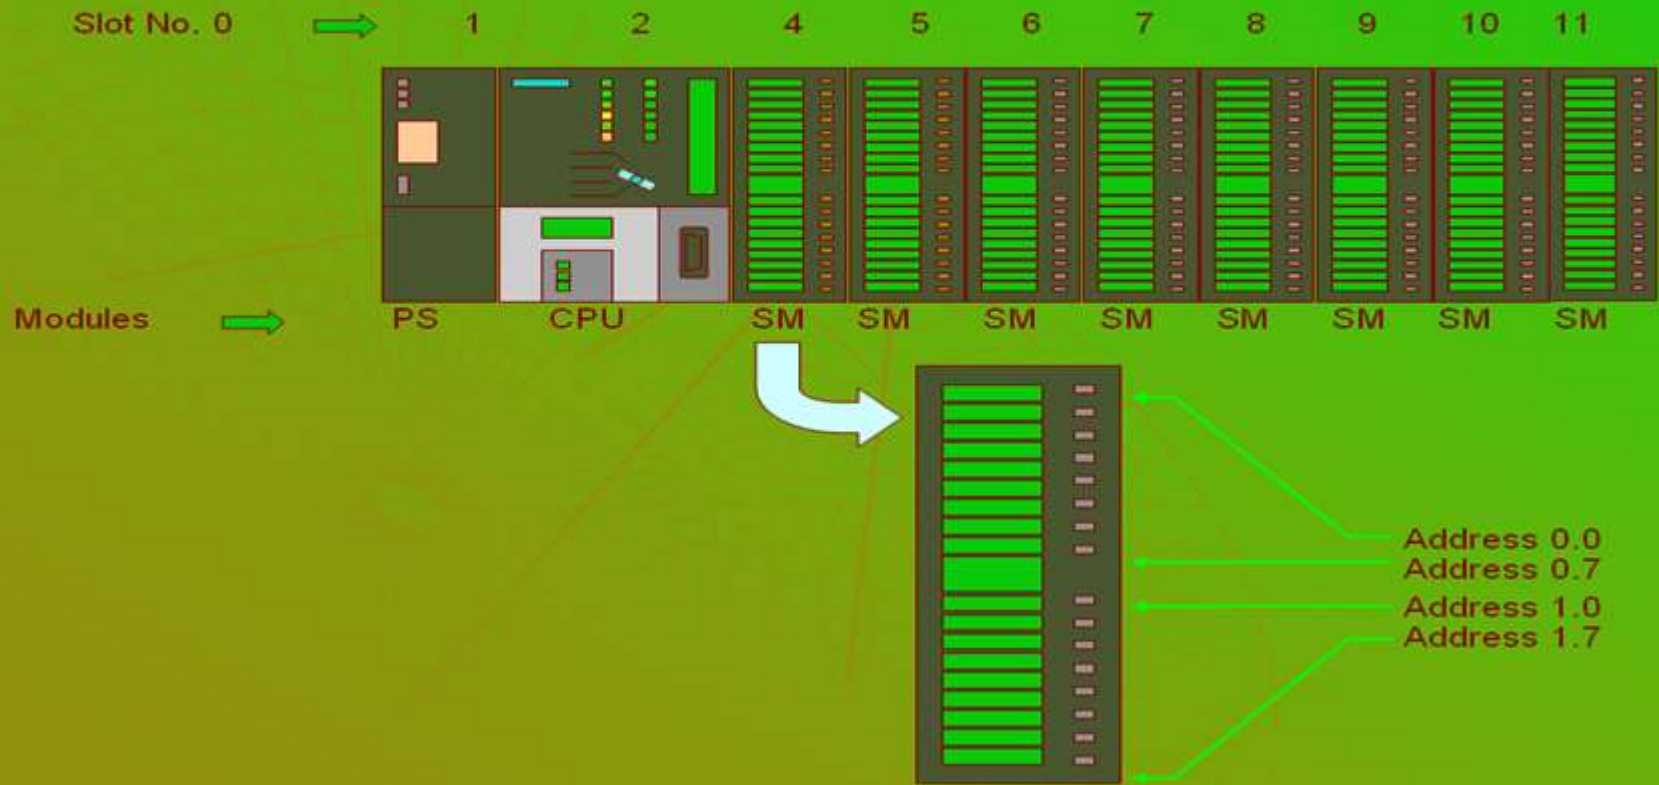 Slot No. 0 1 2 4 5 6 7 8 9 10 11
Modules PS CPU SM SM SM SM SM SM SM SM
Address 0.0
Address 0.7
Address 1.0
Address 1.7